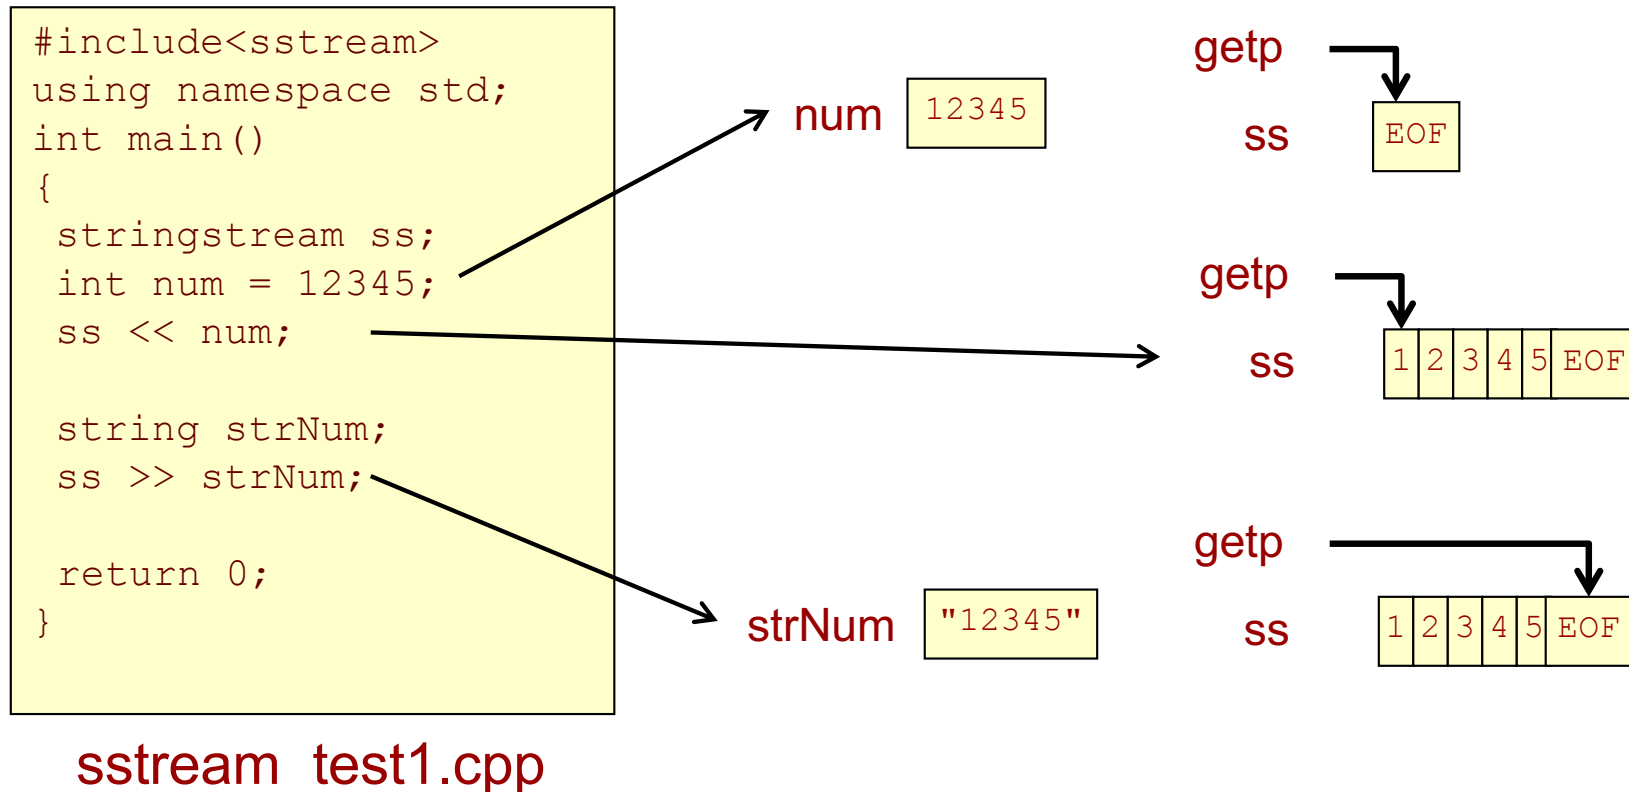 #include<sstream>
using namespace std;
int main()
{
stringstream ss;
int num = 12345;
ss << num;
string strNum;
ss >> strNum;
return 0;
}
sstream test1.cpp
num 12345
getp
ss EOF
getp
ss 1 2 3 4 5 EOF
strNum "12345"
getp
ss 1 2 3 4 5 EOF